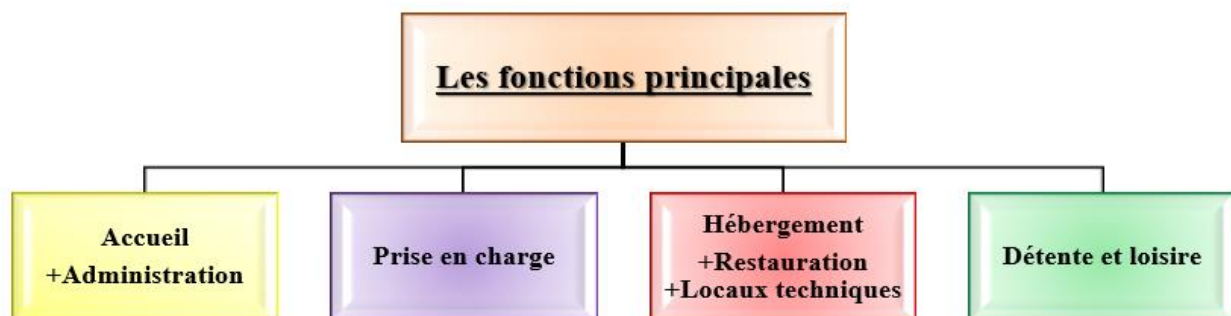 Les fonctions principales
Accueil
+Administration
Prise en charge
Hébergement
+Restauration
+Locaux techniques
Détente et loisire